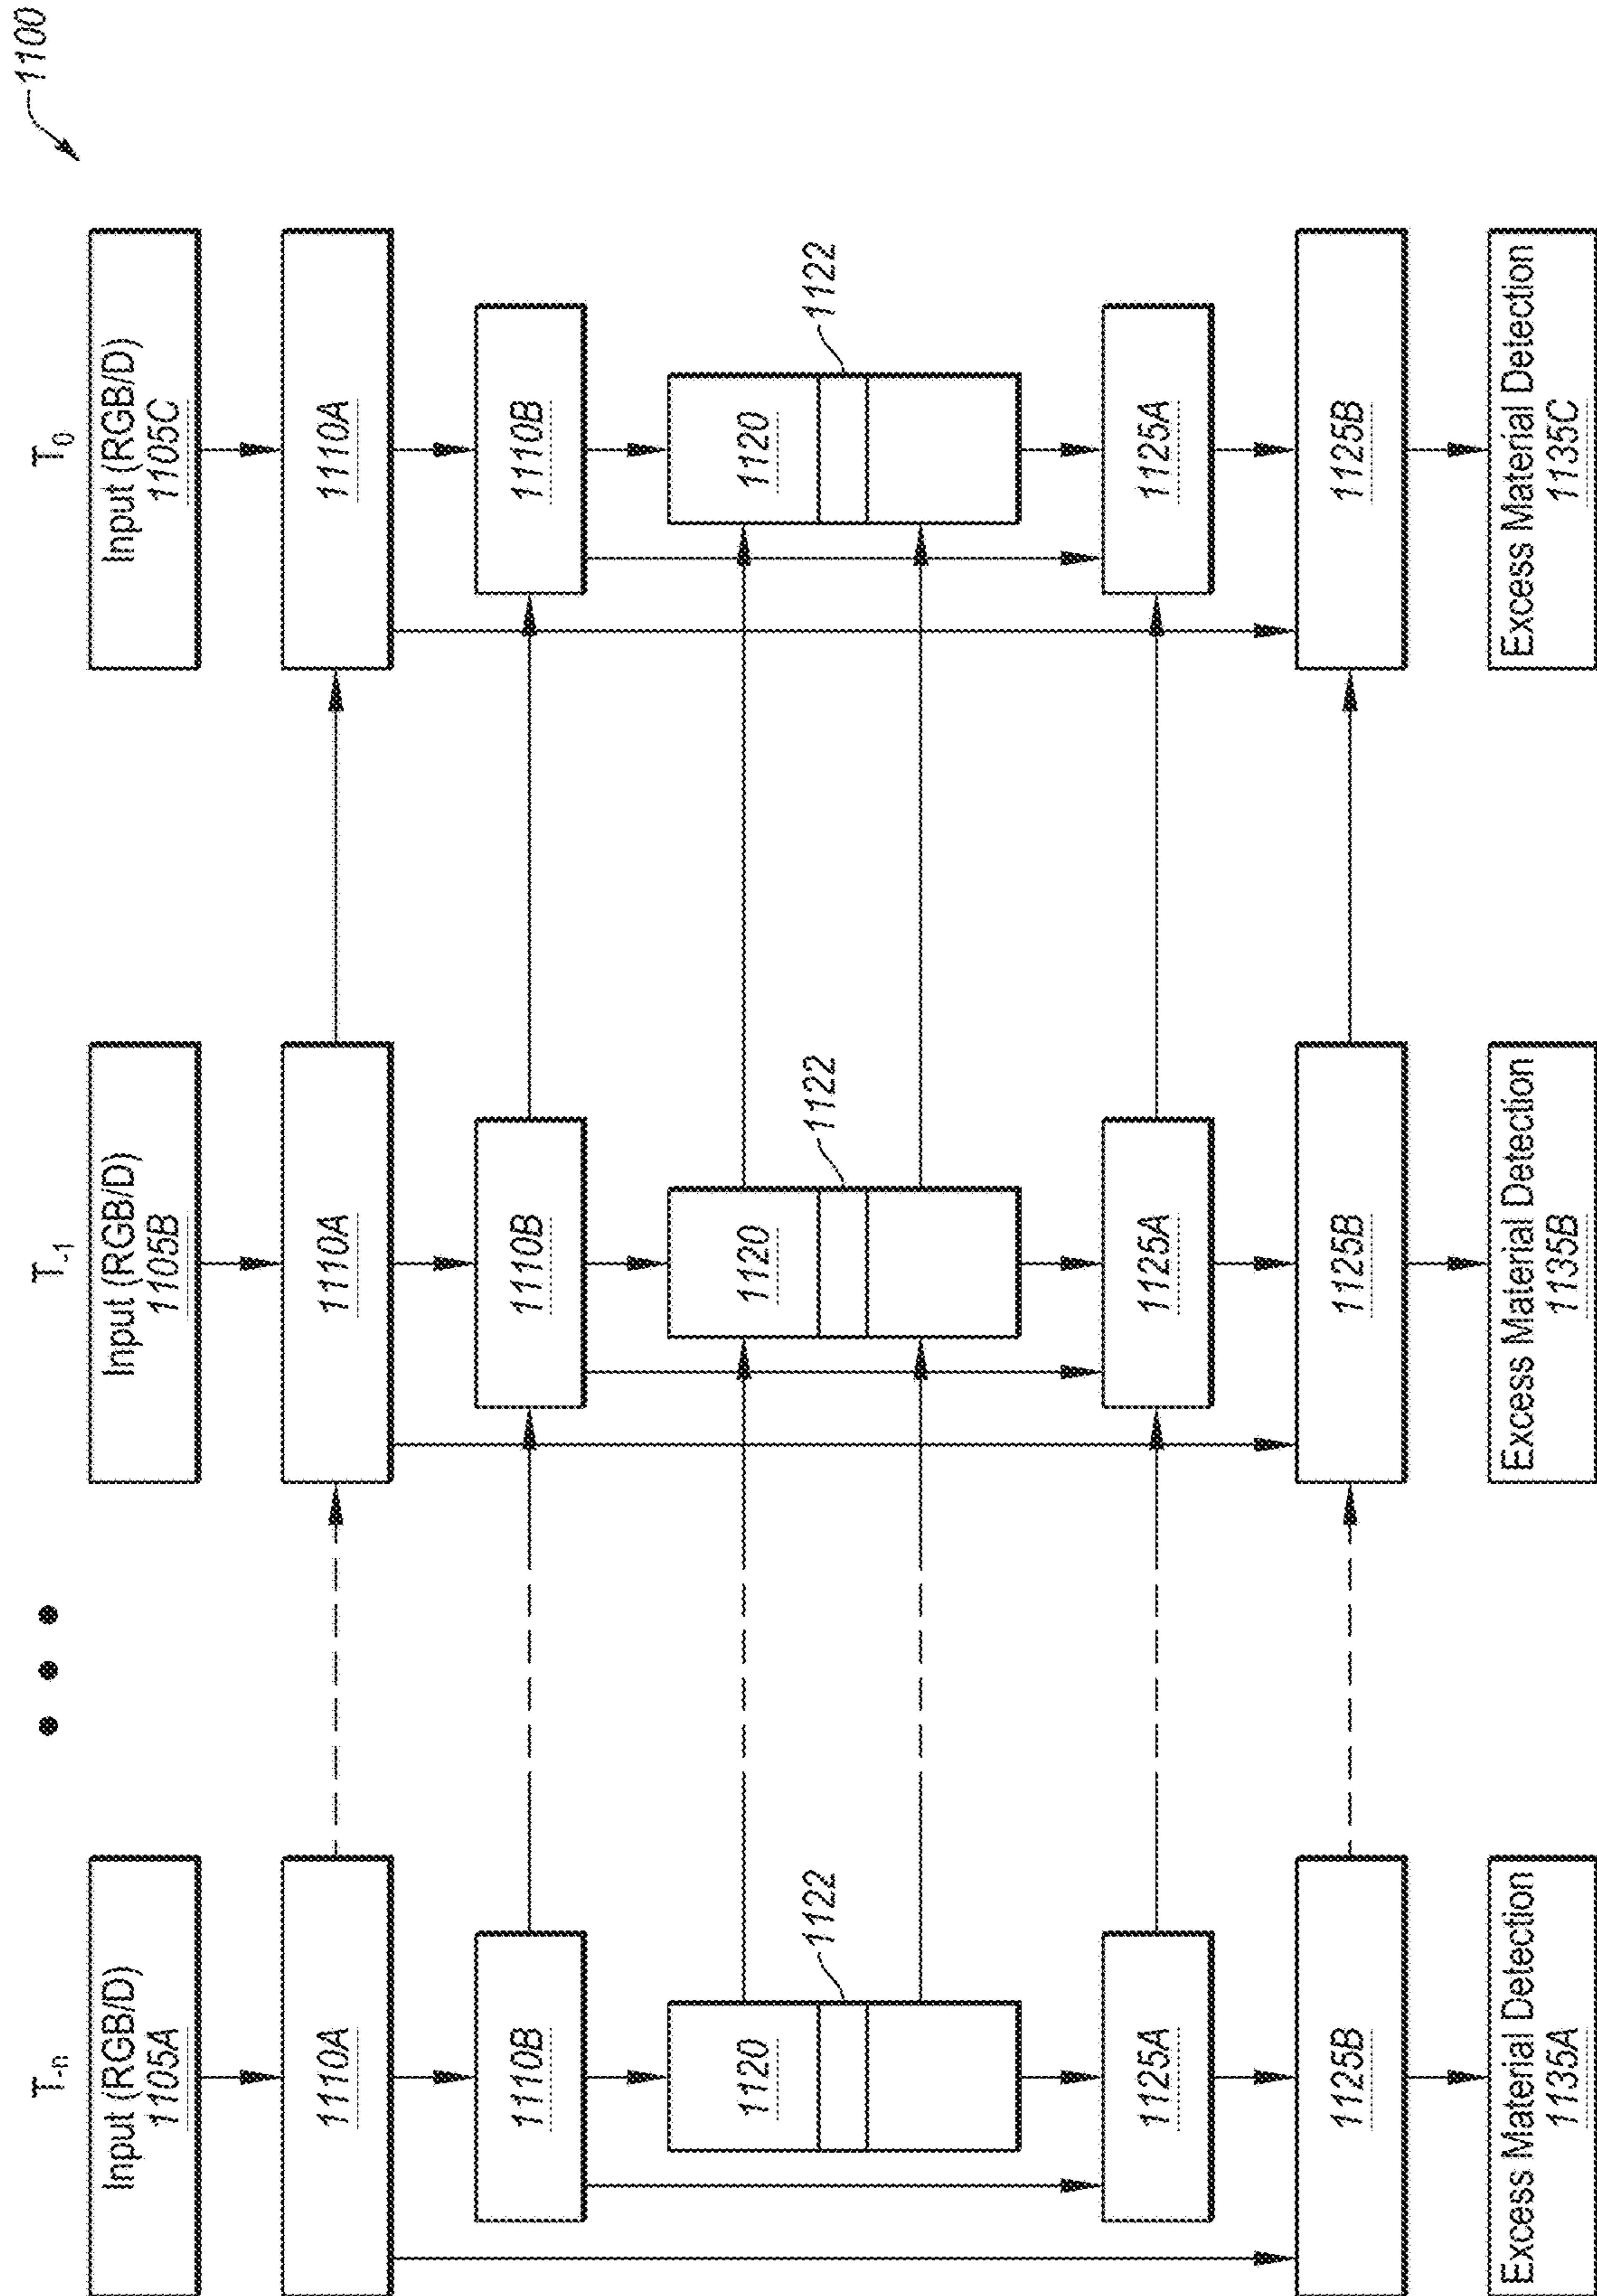 1100
T-n
T-1
T0
Input (RGB/D)
1105A
Input (RGB/D)
1105B
Input (RGB/D)
1105C
1110A
1110A
1110A
1110B
1110B
1110B
1120
1122
1120
1122
1120
1122
1125A
1125A
1125A
1125B
1125B
1125B
Excess Material Detection
1135A
Excess Material Detection
1135B
Excess Material Detection
1135C